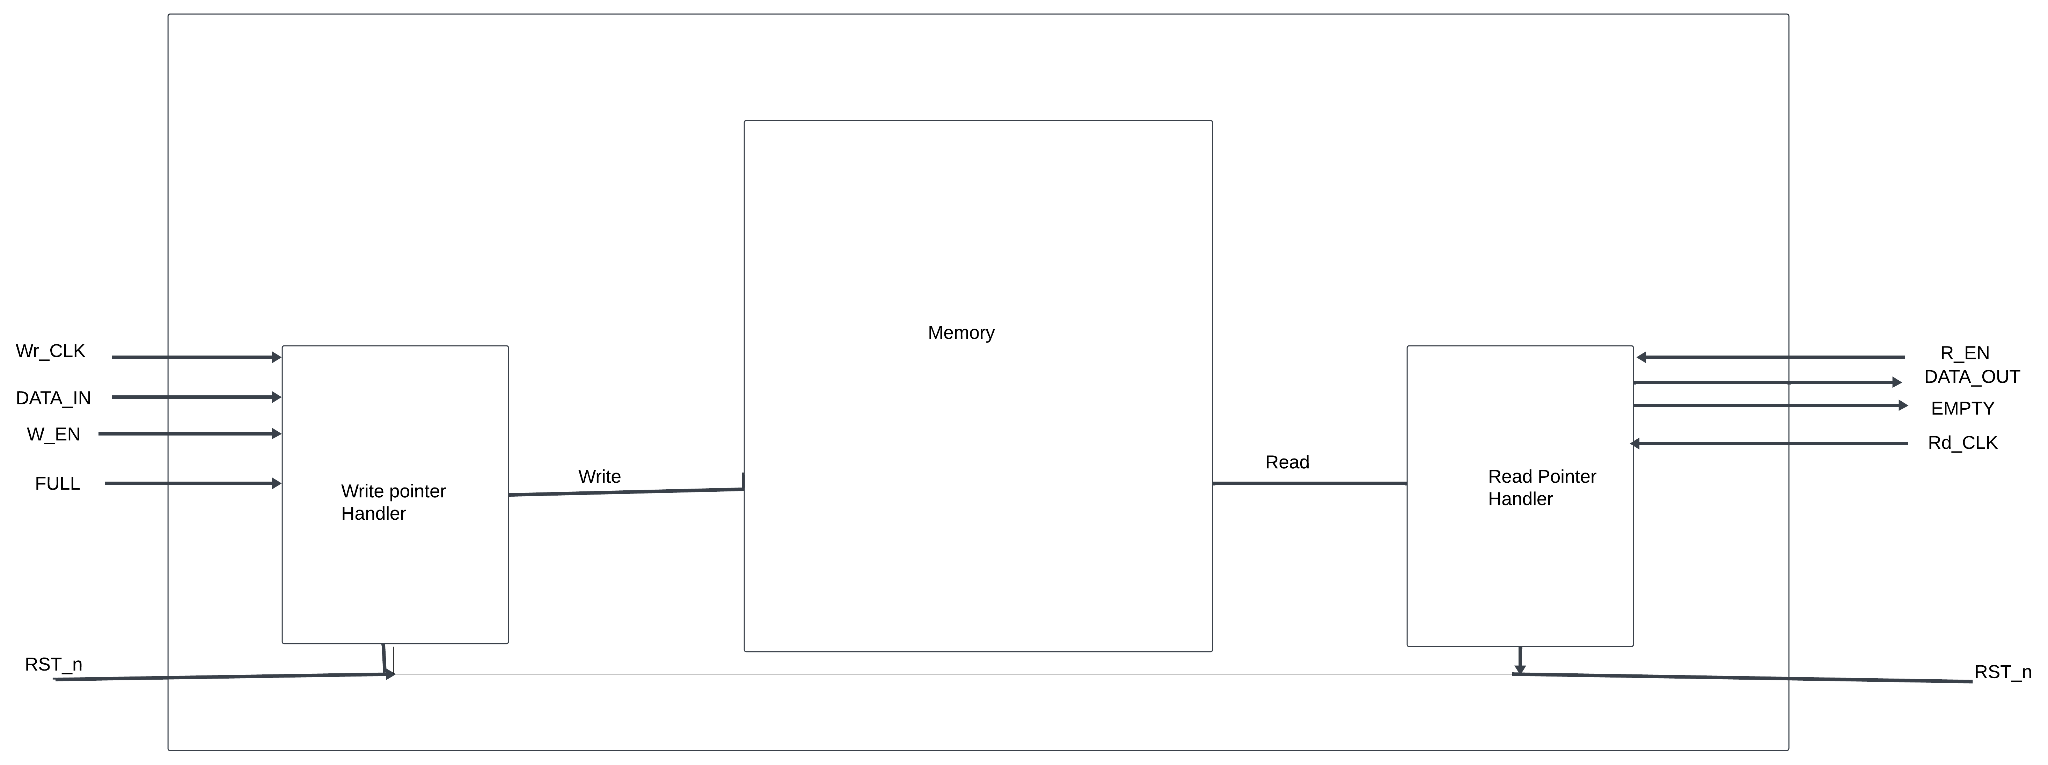 Memory
Wr_CLK
DATA_IN
W_EN
FULL
Write pointer
Handler
Write
Read
Read Pointer
Handler
R_EN
DATA_OUT
EMPTY
Rd_CLK
RST_n
RST_n